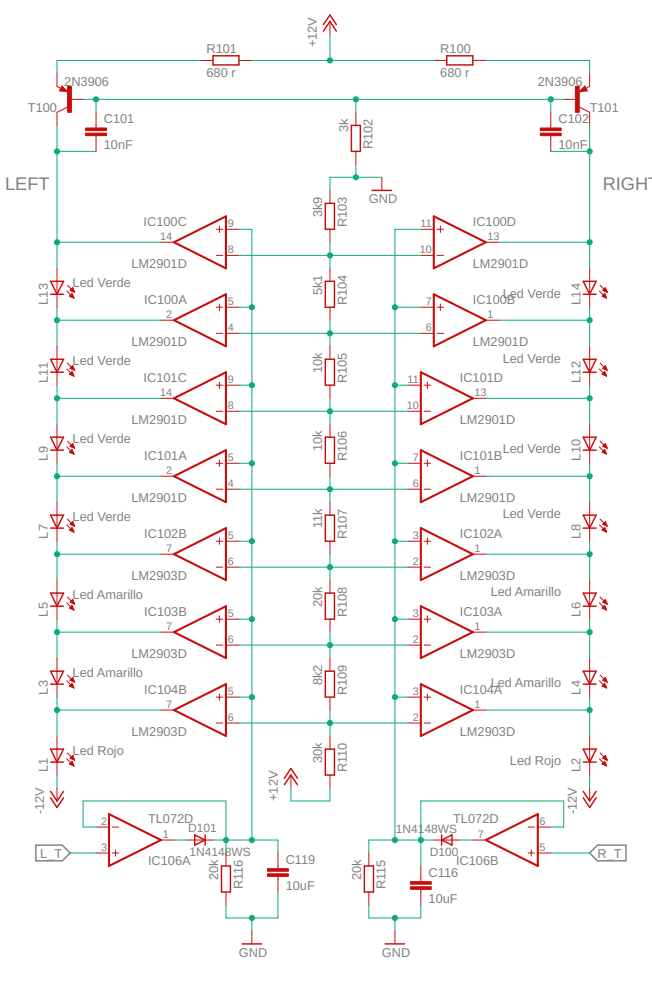 +12V
R101
680 r
R100
680 r
2N3906
2N3906
T100
T101
C101
10nF
3k
R102
C102
10nF
LEFT
RIGHT
GND
3k9
R103
IC100C
9
14
8
LM2901D
IC100D
11
13
10
LM2901D
Led Verde
L13
5k1
R104
Led Verde
L14
IC100A
5
2
4
LM2901D
IC100B
7
1
6
LM2901D
Led Verde
L11
10k
R105
Led Verde
L12
IC101C
9
14
8
LM2901D
IC101D
11
13
10
LM2901D
Led Verde
L9
10k
R106
Led Verde
L10
IC101A
5
2
4
LM2901D
IC101B
7
1
6
LM2901D
Led Verde
L7
11k
R107
Led Verde
L8
IC102B
5
7
6
LM2903D
IC102A
3
1
2
LM2903D
Led Amarillo
L5
20k
R108
Led Amarillo
L6
IC103B
5
7
6
LM2903D
IC103A
3
1
2
LM2903D
Led Amarillo
L3
8k2
R109
Led Amarillo
L4
IC104B
5
7
6
LM2903D
IC104A
3
1
2
LM2903D
Led Rojo
L1
30k
R110
Led Rojo
L2
-12V
+12V
-12V
TL072D
2
1
3
IC106A
L_T
D101
1N4148WS
20k
R116
C119
10uF
GND
1N4148WS
D100
TL072D
6
7
5
IC106B
R_T
20k
R115
C116
10uF
GND